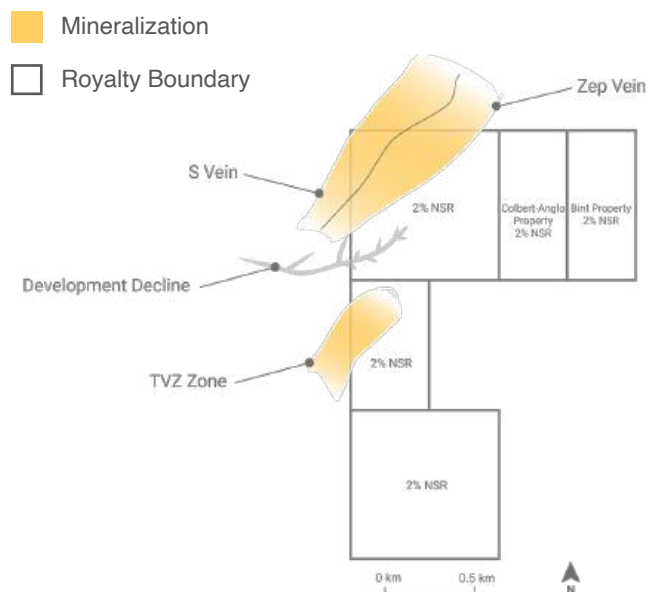 Mineralization
Royalty Boundary
Zep Vein
S Vein
2% NSR
Colbert-Anglo
Property
2% NSR
Bint Property
2% NSR
Development Decline
TVZ Zone
2% NSR
2% NSR
0 km
0.5 km
N